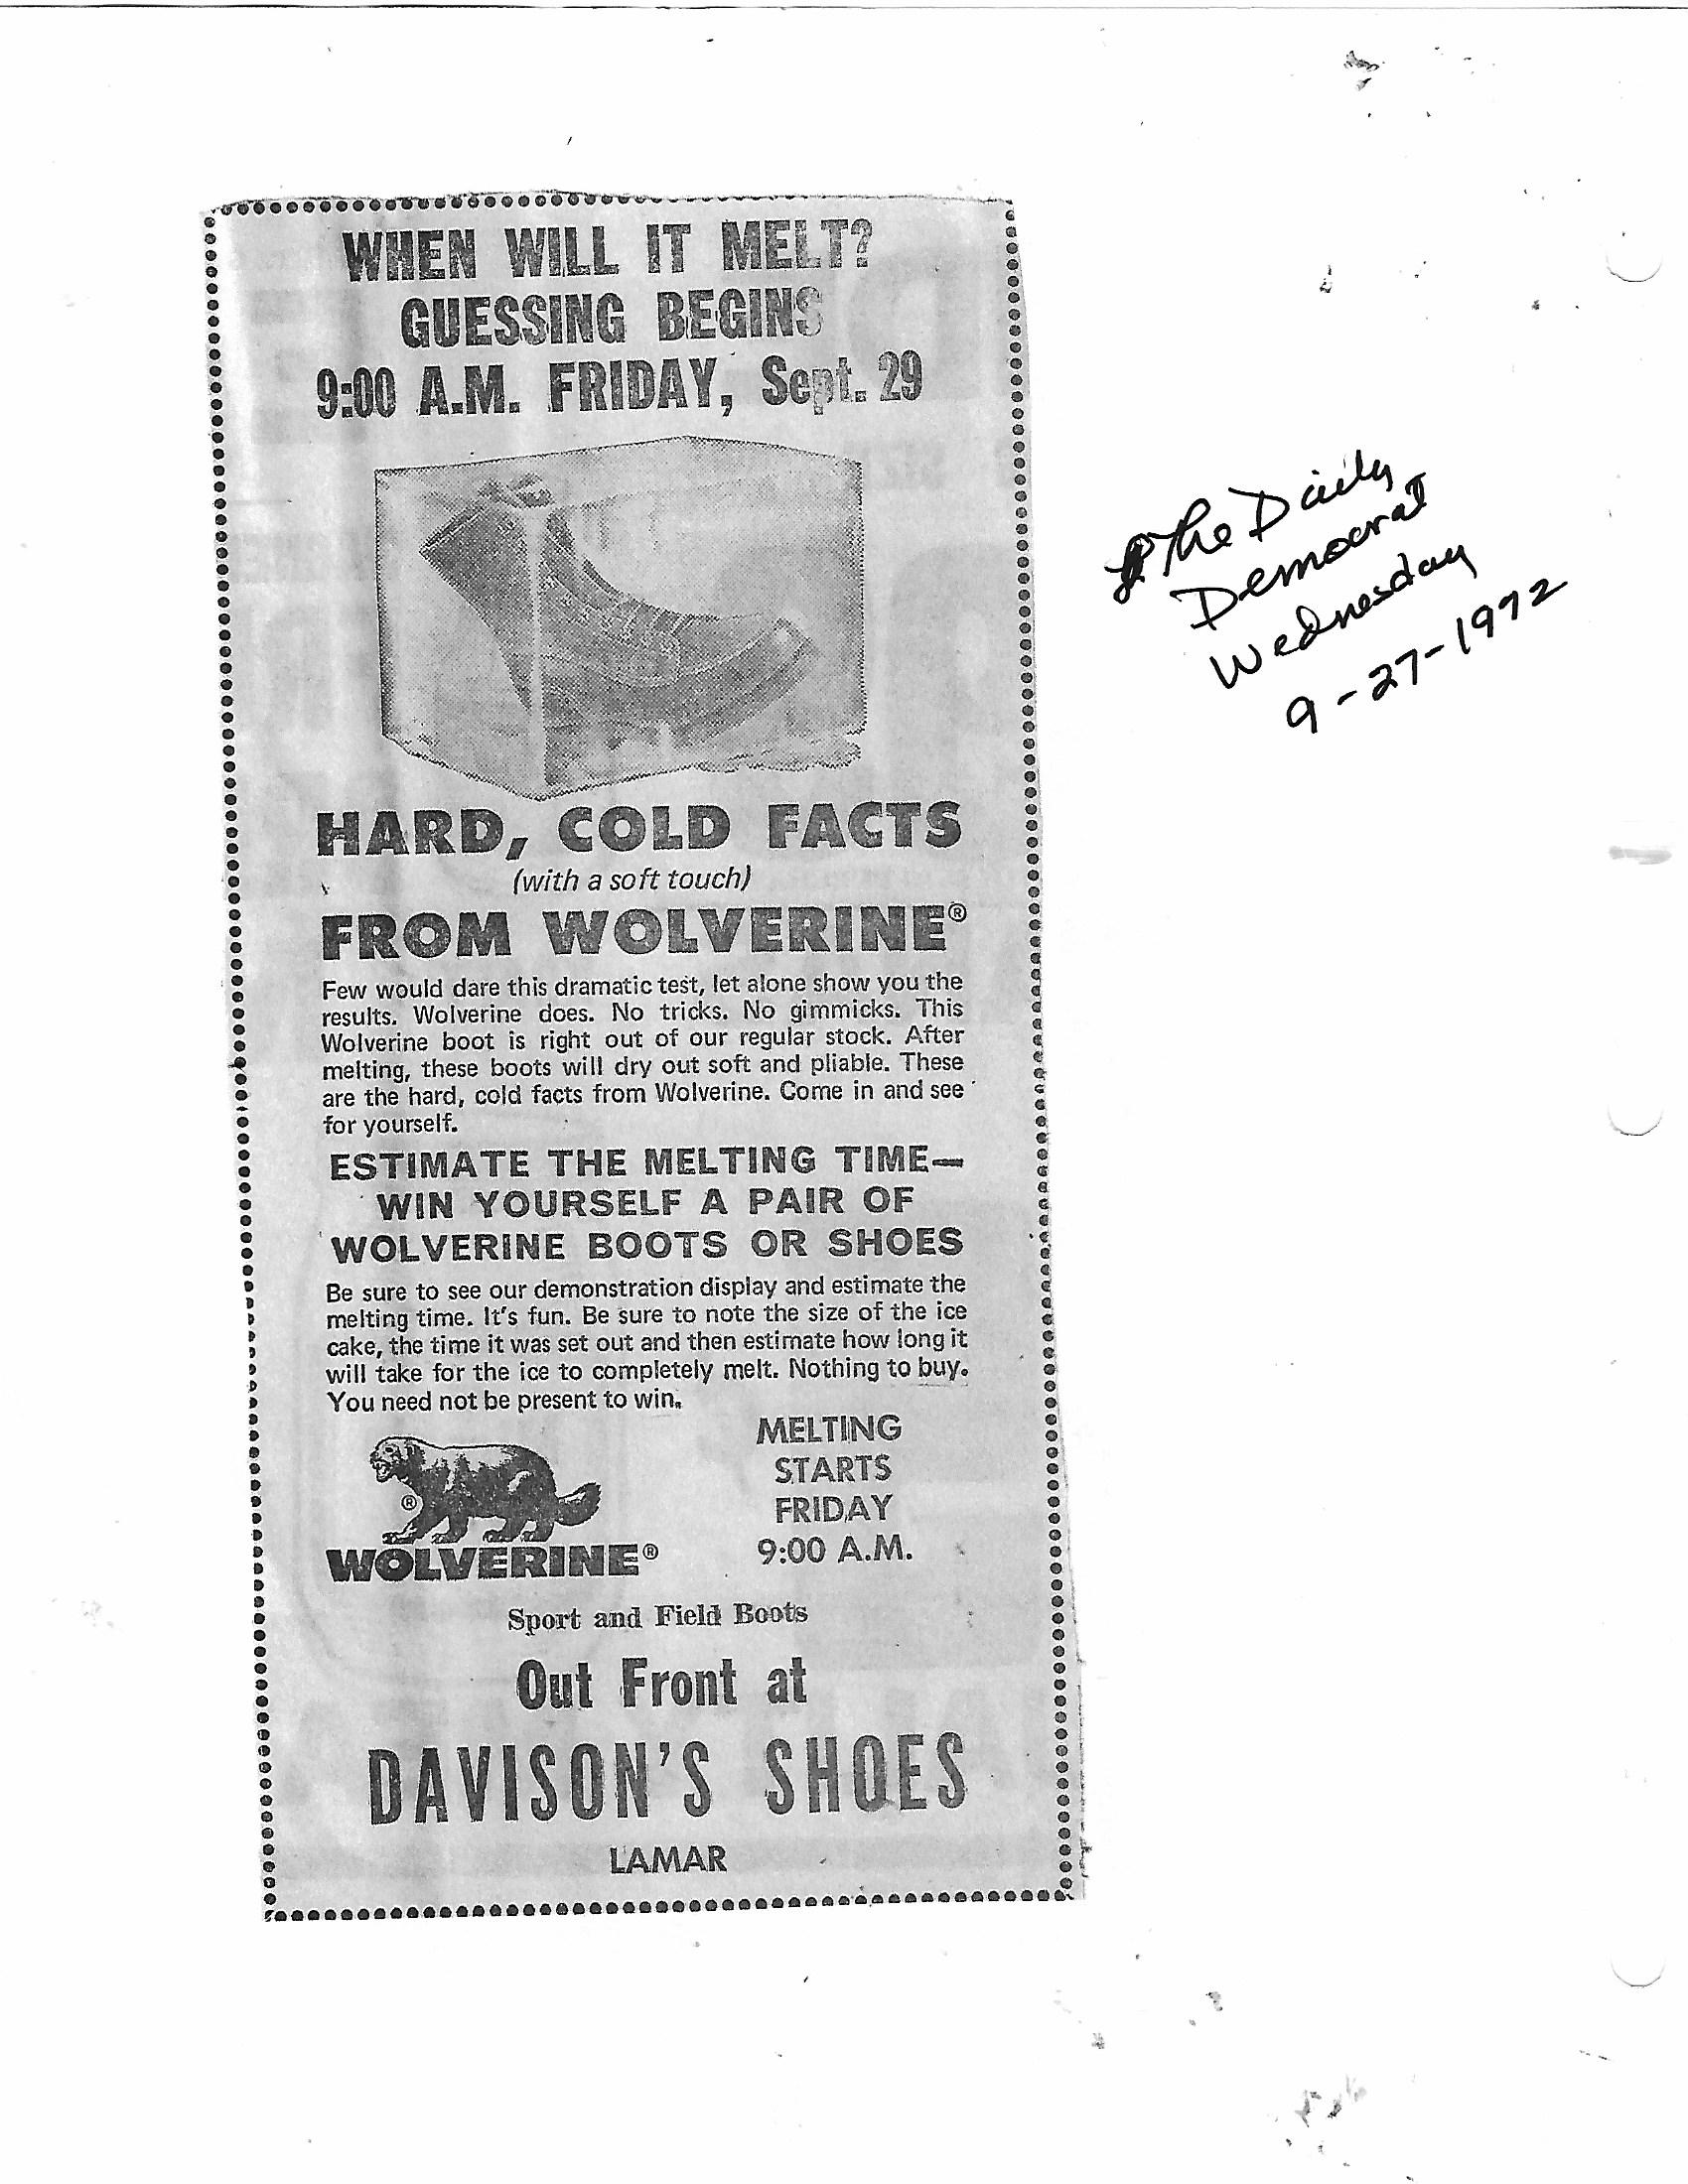 WHEN WILL IT MELT?
GUESSING BEGINS
9:00 A.M. FRIDAY, Sept. 29
HARD, COLD FACTS
(with a soft touch)
FROM WOLVERINE®
Few would dare this dramatic test, let alone show you the
results. Wolverine does. No tricks. No gimmicks. This
Wolverine boot is right out of our regular stock. After
melting, these boots will dry out soft and pliable. These
are the hard, cold facts from Wolverine. Come in and see
for yourself.
ESTIMATE THE MELTING TIME—
WIN YOURSELF A PAIR OF
WOLVERINE BOOTS OR SHOES
Be sure to see our demonstration display and estimate the
melting time. It's fun. Be sure to note the size of the ice
cake, the time it was set out and then estimate how long it
will take for the ice to completely melt. Nothing to buy.
You need not be present to win.
MELTING
STARTS
FRIDAY
9:00 A.M.
®
WOLVERINE®
Sport and Field Boots
Out Front at
DAVISON'S SHOES
LAMAR
The Daily
Democrat
Wednesday
9-27-1972